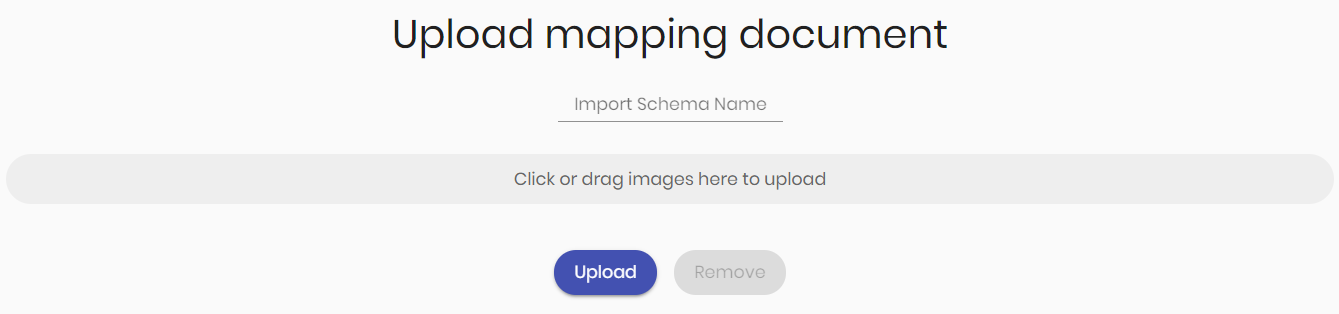 Upload mapping document
Import Schema Name
Click or drag images here to upload
Upload Remove